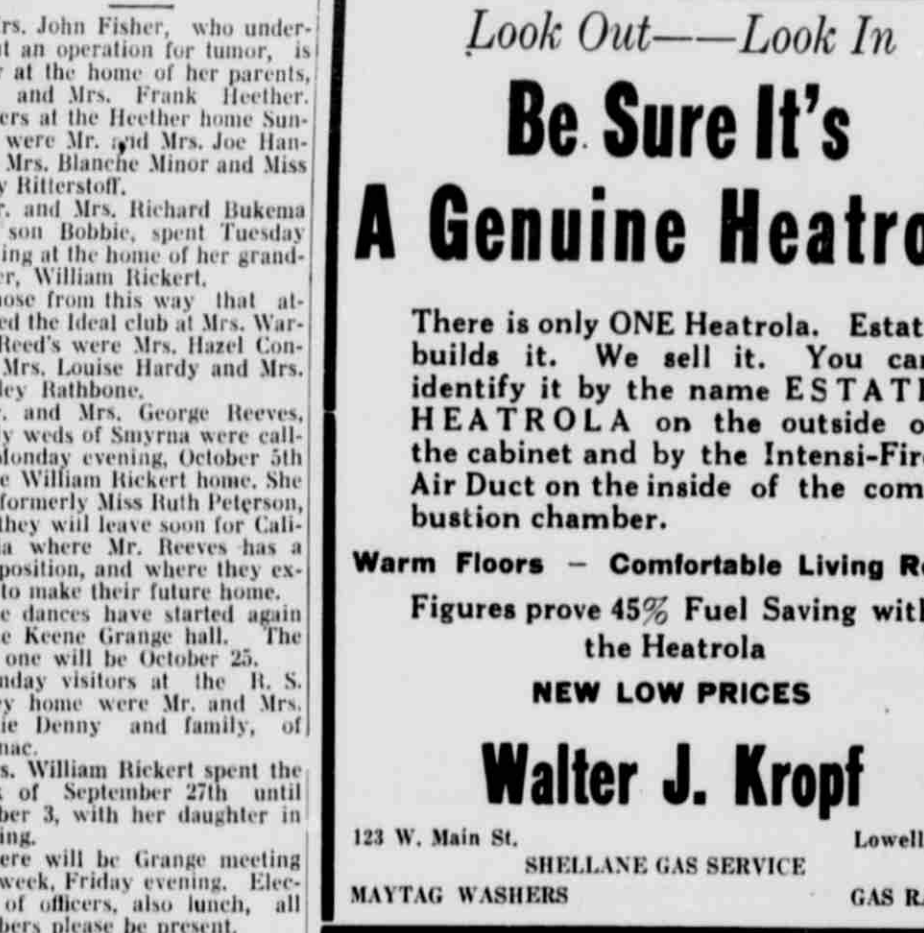 rs. John Fisher, who under-
t an operation for tumor, is
at the home of her parents,
and Mrs. Frank Heether.
ers at the Heether home Sun-
were Mr. and Mrs. Joe Han-
Mrs. Blanche Minor and Miss
y Ritterstoff.
r. and Mrs. Richard Bukema
son Bobbie, spent Tuesday
ing at the home of her grand-
er, William Rickert.
hose from this way that at-
ed the Ideal club at Mrs. War-
Reed's were Mrs. Hazel Con-
Mrs. Louise Hardy and Mrs.
ley Rathbone.
. and Mrs. George Reeves,
y weds of Smyrna were call-
Monday evening, October 5th
e William Rickert home. She
formerly Miss Ruth Peterson,
they will leave soon for Cali-
a where Mr. Reeves has a
position, and where they ex-
to make their future home.
e dances have started again
e Keene Grange hall. The
one will be October 25.
nday visitors at the R. S.
y home were Mr. and Mrs.
ie Denny and family, of
nac.
s. William Rickert spent the
of September 27th until
ber 3, with her daughter in
ing.
ere will be Grange meeting
week, Friday evening. Elec-
of officers, also lunch, all
bers please be present.
Look Out——Look In
Be Sure It's
A Genuine Heatro
There is only ONE Heatrola. Estat
builds it. We sell it. You can
identify it by the name ESTATE
HEATROLA on the outside o
the cabinet and by the Intensi-Fire
Air Duct on the inside of the com
bustion chamber.
Warm Floors — Comfortable Living Ro
Figures prove 45% Fuel Saving with
the Heatrola
NEW LOW PRICES
Walter J. Kropf
123 W. Main St. Lowell
SHELLANE GAS SERVICE
MAYTAG WASHERS GAS RA